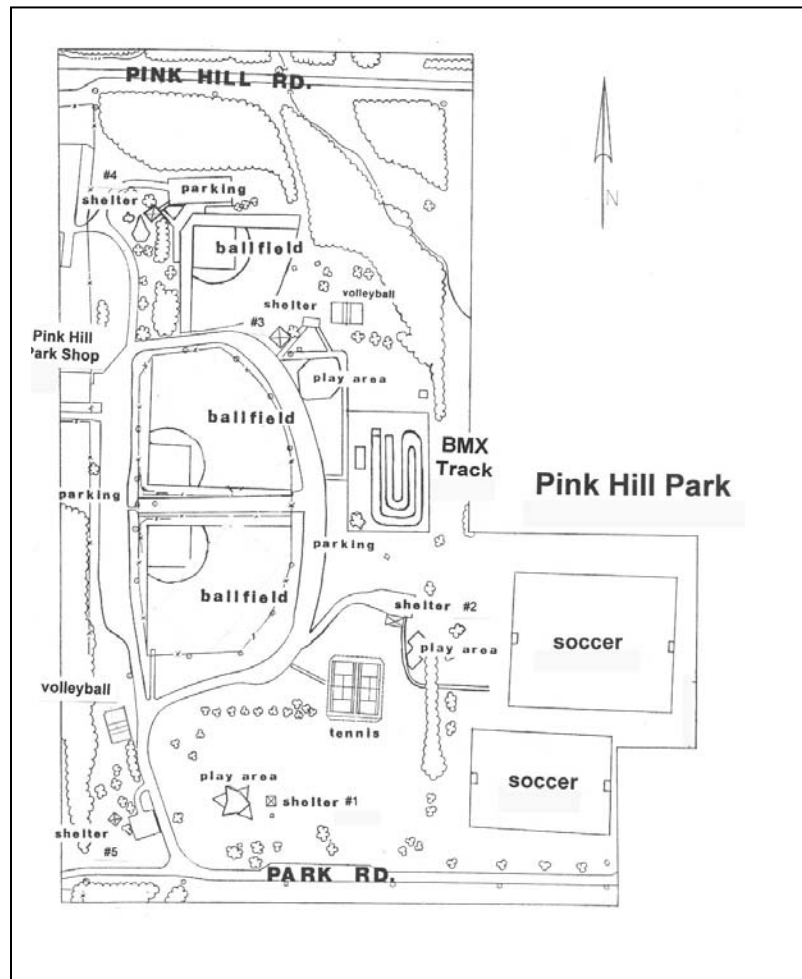 PINK HILL RD.
N
#4
parking
shelter
ballfield
shelter
volleyball
#3
Pink Hill
Park Shop
play area
ballfield
BMX
Track
Pink Hill Park
parking
parking
ballfield
shelter #2
soccer
play area
volleyball
tennis
play area
soccer
shelter #1
shelter
#5
PARK RD.